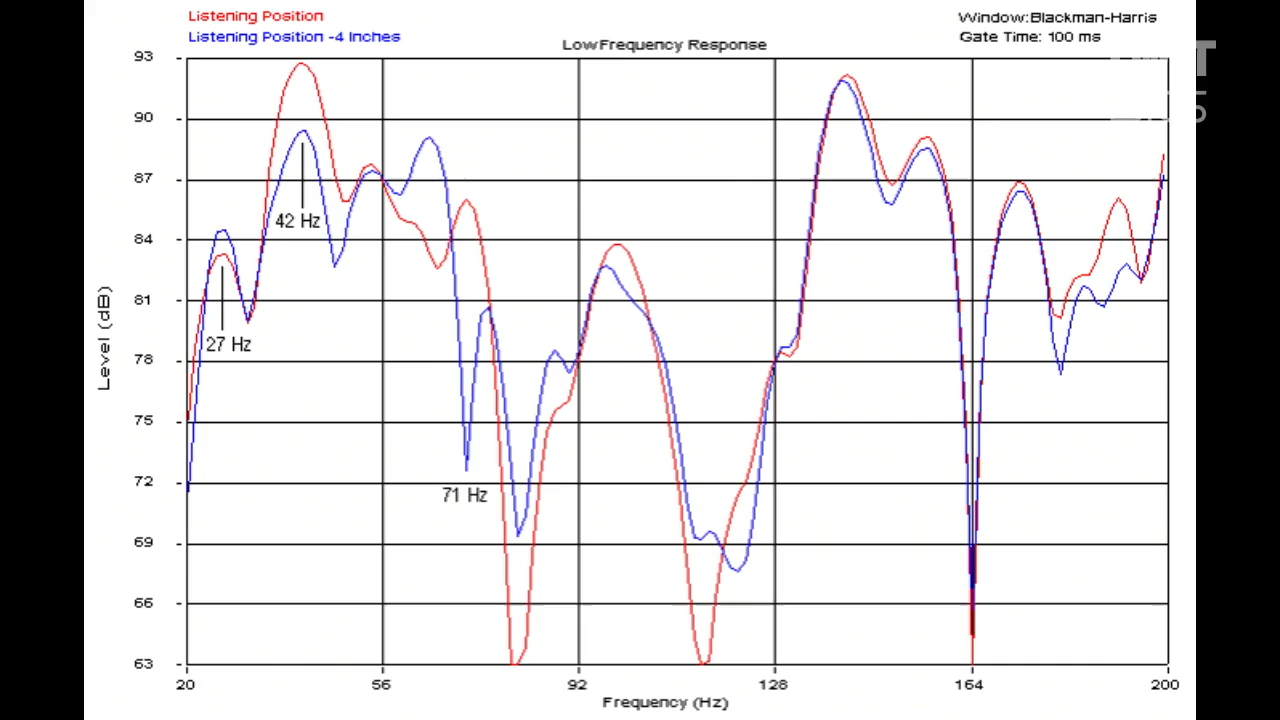 Listening Position
Listening Position -4 Inches
Window:Blackman-Harris
Gate Time: 100 ms
Low Frequency Response
93
90
87
84
81
78
75
72
69
66
63
Level (dB)
42 Hz
27 Hz
71 Hz
20
56
92
128
164
200
Frequency (Hz)